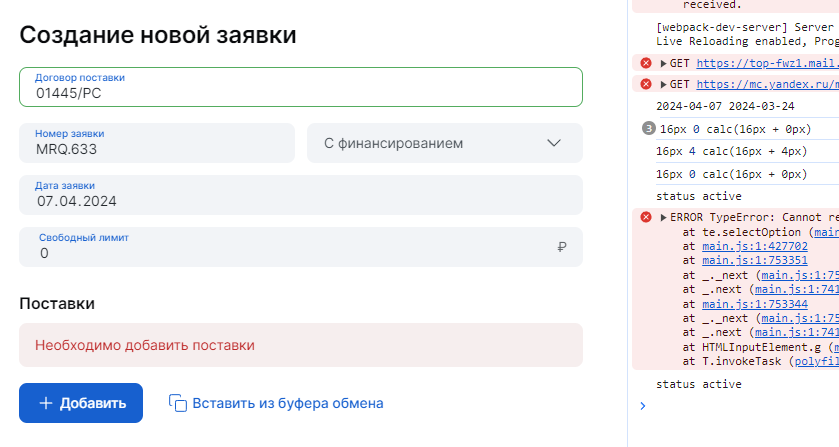 Создание новой заявки
Договор поставки
01445/РС
Номер заявки
MRQ.633
С финансированием
Дата заявки
07.04.2024
Свободный лимит
0
₽
Поставки
Необходимо добавить поставки
Добавить
Вставить из буфера обмена
received.
[webpack-dev-server] Server
Live Reloading enabled, Prog
GET https://top-fwz1.mail.
GET https://mc.yandex.ru/m
2024-04-07 2024-03-24
3 16px 0 calc(16px + 0px)
16px 4 calc(16px + 4px)
16px 0 calc(16px + 0px)
status active
ERROR TypeError: Cannot re
at te.selectOption (main
at main.js:1:427702
at main.js:1:753351
at _._next (main.js:1:75
at _.next (main.js:1:741
at main.js:1:753344
at _._next (main.js:1:75
at _.next (main.js:1:741
at HTMLInputElement.g (m
at T.invokeTask (polyfil
status active